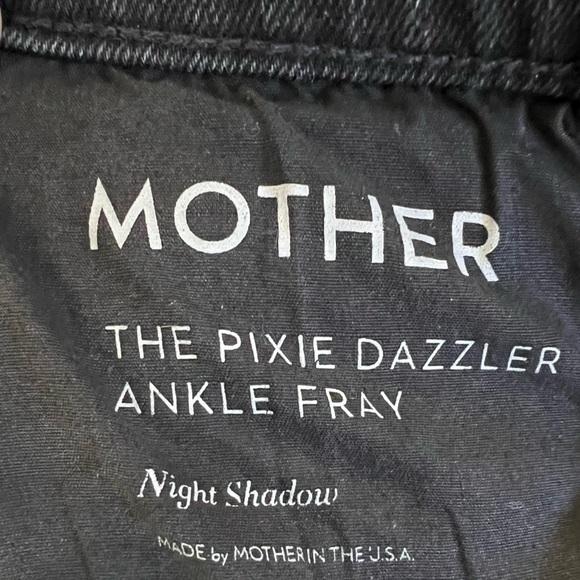 MOTHER
THE PIXIE DAZZLER
ANKLE FRAY
Night Shadow
MADE by MOTHER IN THE U.S.A.